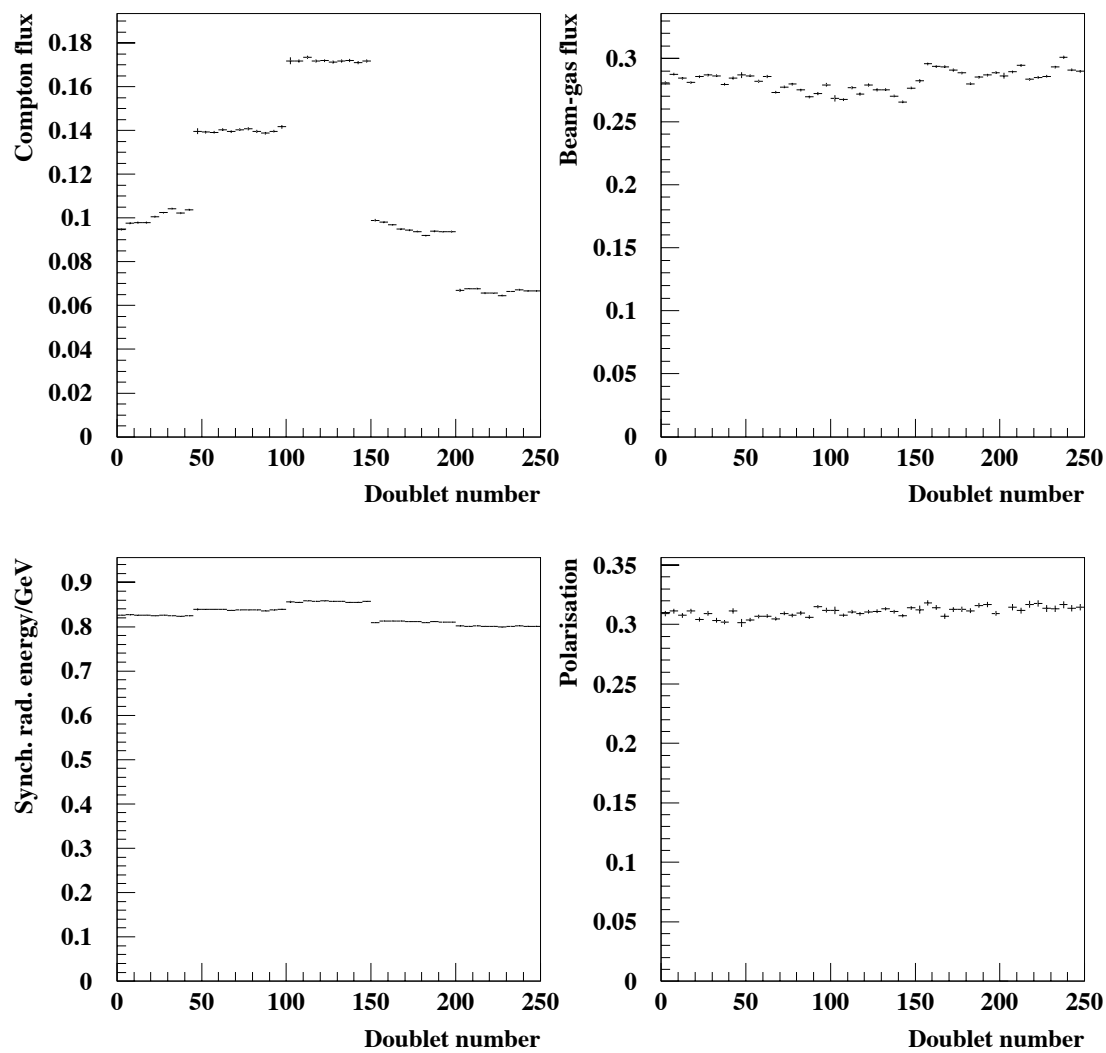 Compton flux
0.18
0.16
0.14
0.12
0.1
0.08
0.06
0.04
0.02
0
0 50 100 150 200 250
Doublet number
Beam-gas flux
0.3
0.25
0.2
0.15
0.1
0.05
0
0 50 100 150 200 250
Doublet number
Synch. rad. energy/GeV
0.9
0.8
0.7
0.6
0.5
0.4
0.3
0.2
0.1
0
0 50 100 150 200 250
Doublet number
Polarisation
0.35
0.3
0.25
0.2
0.15
0.1
0.05
0
0 50 100 150 200 250
Doublet number